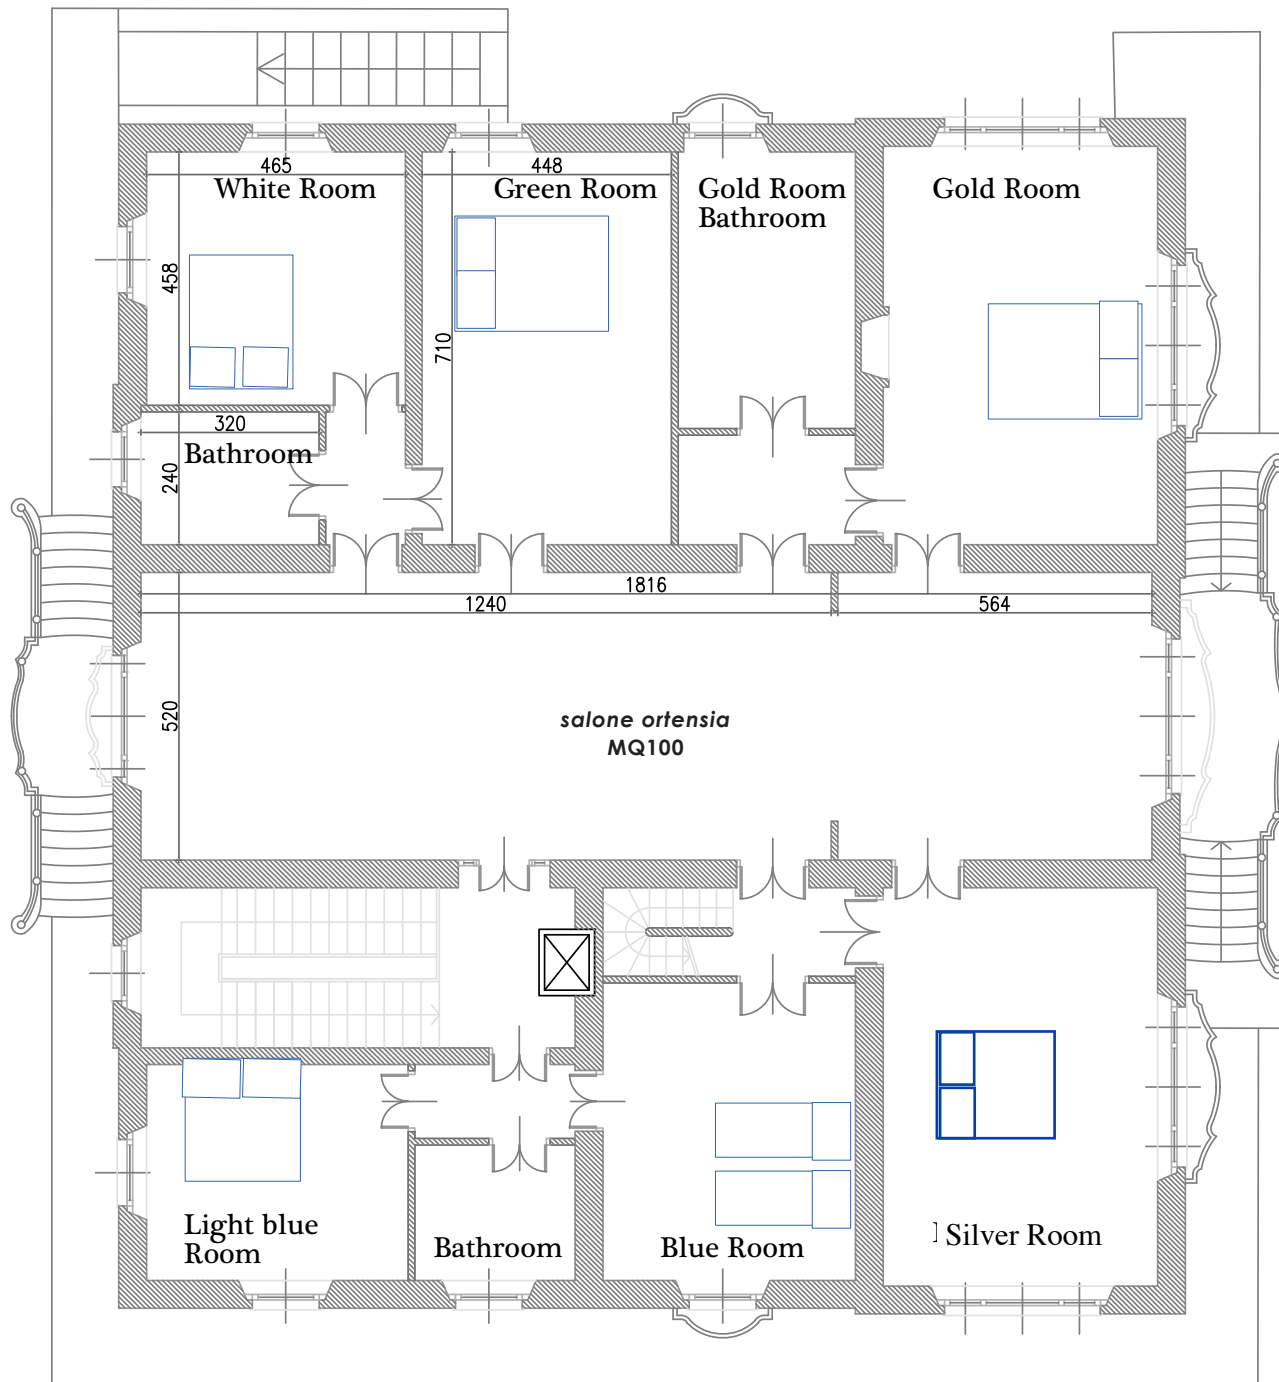 465
448
White Room
Green Room
Gold Room
Bathroom
Gold Room
458
710
320
Bathroom
240
1816
1240
564
520
salone ortensia
MQ100
Light blue
Room
Bathroom
Blue Room
Silver Room